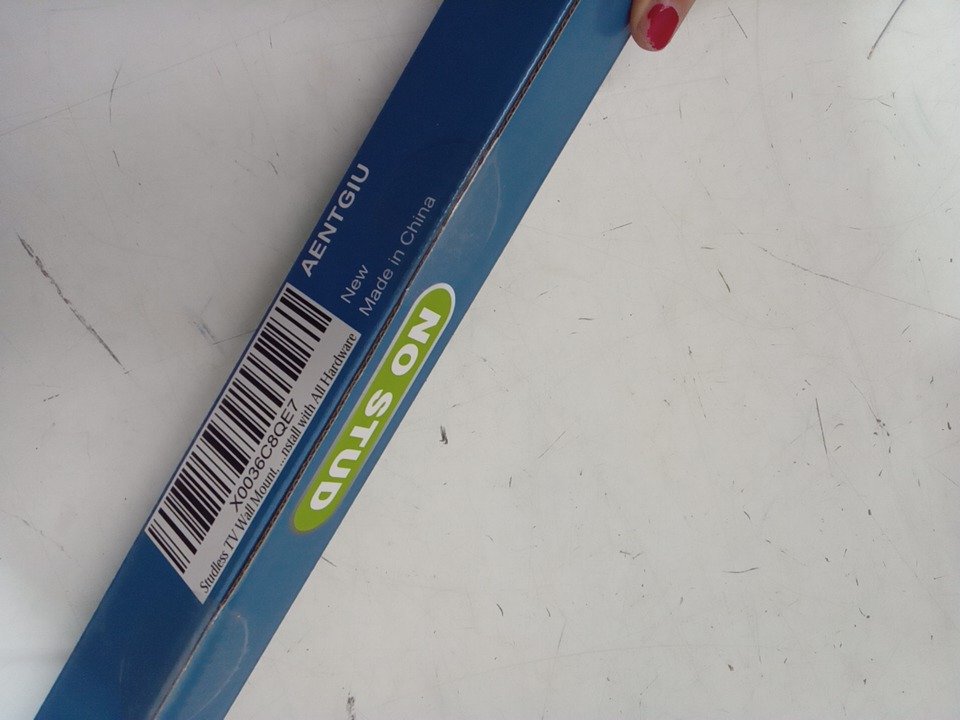 AENTGIU
New
Made in China
X0036C8QE7
Studless TV Wall Mount,...nstall with All Hardware
NO STUD